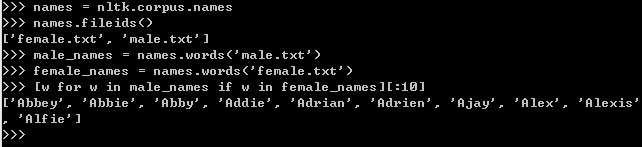 >>> names = nltk.corpus.names
>>> names.fileids()
['female.txt', 'male.txt']
>>> male_names = names.words('male.txt')
>>> female_names = names.words('female.txt')
>>> [w for w in male_names if w in female_names][:10]
['Abbey', 'Abbie', 'Abby', 'Addie', 'Adrian', 'Adrien', 'Ajay', 'Alex', 'Alexis'
, 'Alfie']
>>>